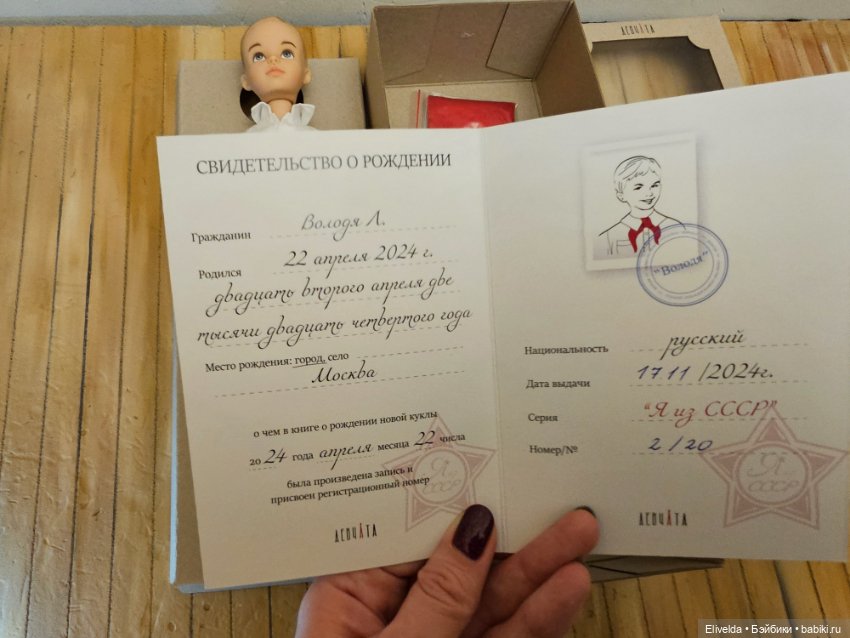 ДЕВЧАТА
СВИДЕТЕЛЬСТВО О РОЖДЕНИИ
Гражданин Володя Л.
Родился 22 апреля 2024 г.
двадцать второго апреля две
тысячи двадцать четвертого года
Место рождения: город, село
Москва
о чем в книге о рождении новой куклы
20 24 года апреля месяца 22 числа
была произведена запись и
присвоен регистрационный номер
Я из
СССР
ДЕВЧАТА
"Володя"
Национальность русский
Дата выдачи 17 11 /2024г.
Серия "Я из СССР"
Номер/№ 2 / 20
Я из
СССР
ДЕВЧАТА
Elivelda • Бэйбики • babiki.ru